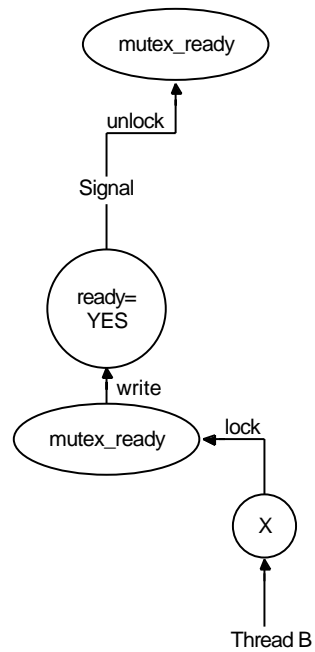 mutex_ready
unlock
Signal
ready=
YES
write
mutex_ready
lock
X
Thread B